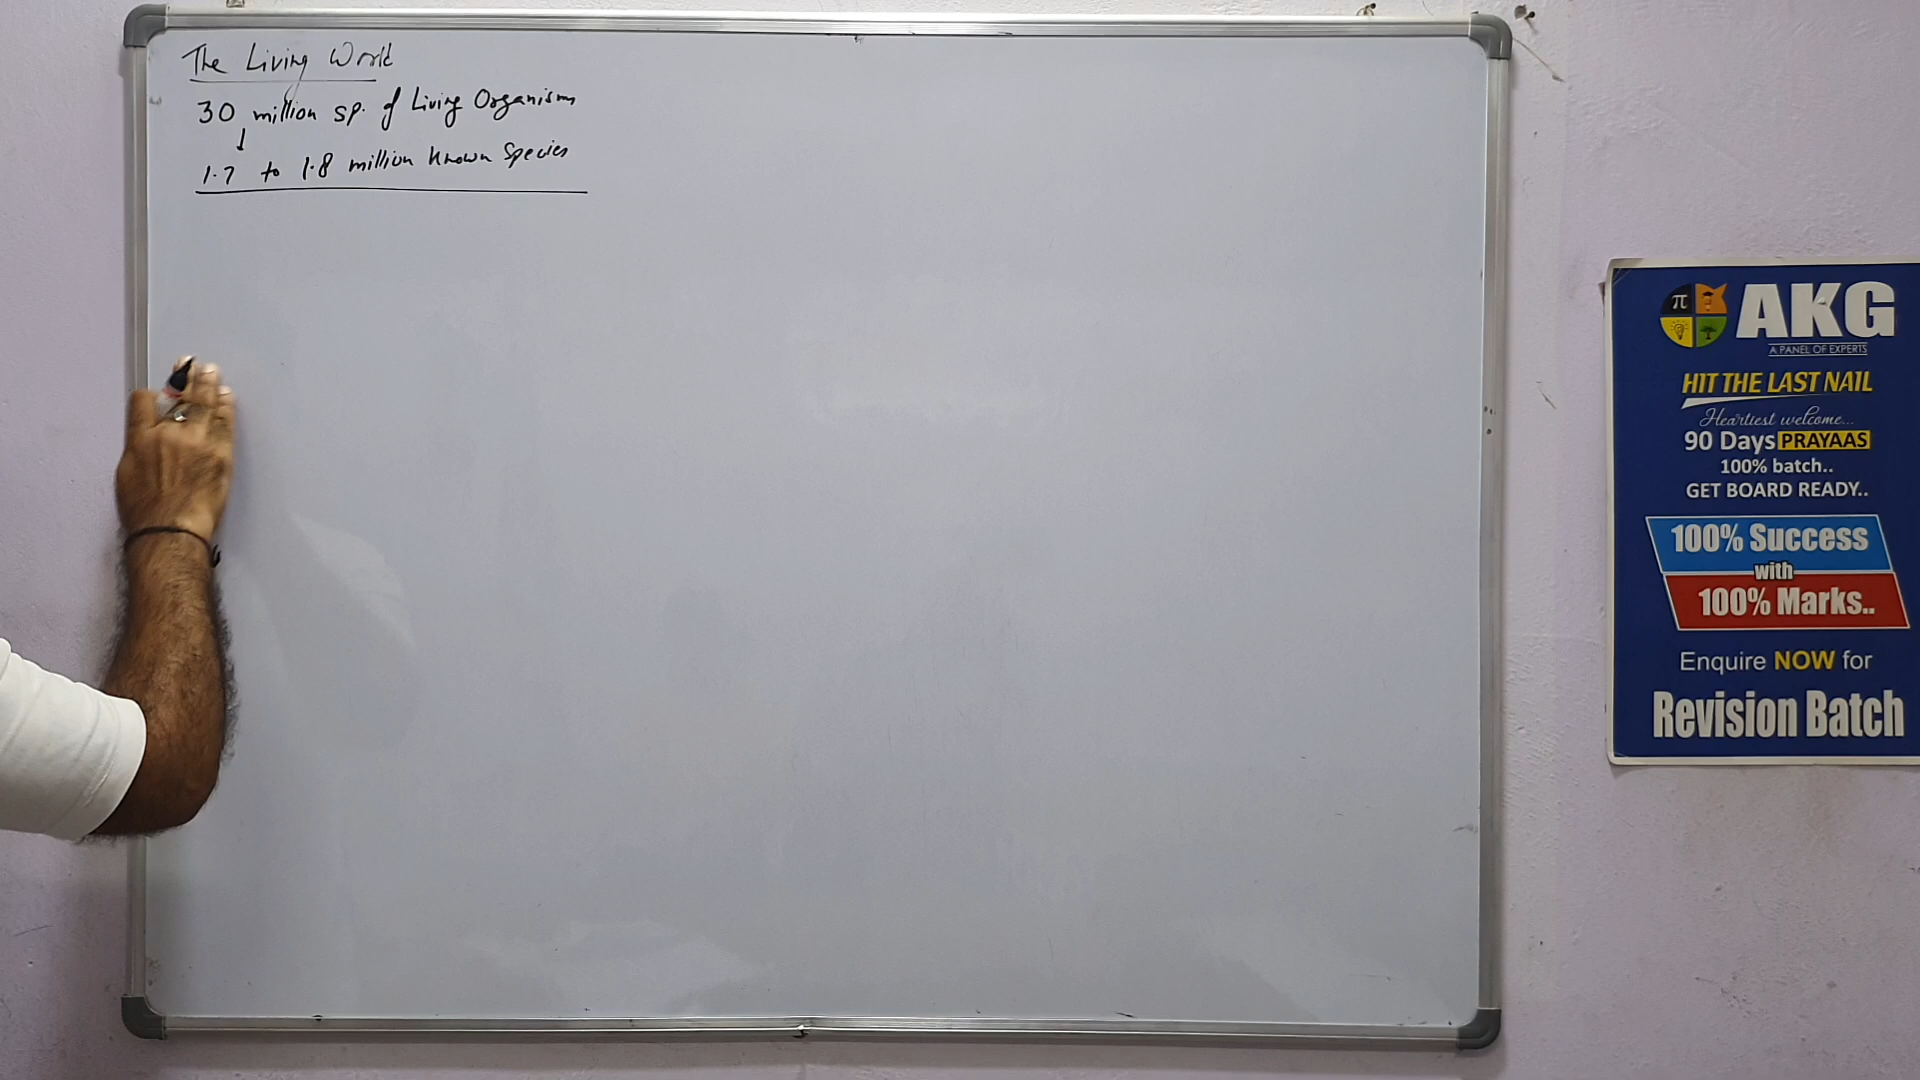 The Living World
30 million sp. of Living Organisms
↓
1.7 to 1.8 million Known Species
π
AKG
A PANEL OF EXPERTS
HIT THE LAST NAIL
Heartiest welcome...
90 Days PRAYAAS
100% batch..
GET BOARD READY..
100% Success
with
100% Marks..
Enquire NOW for
Revision Batch